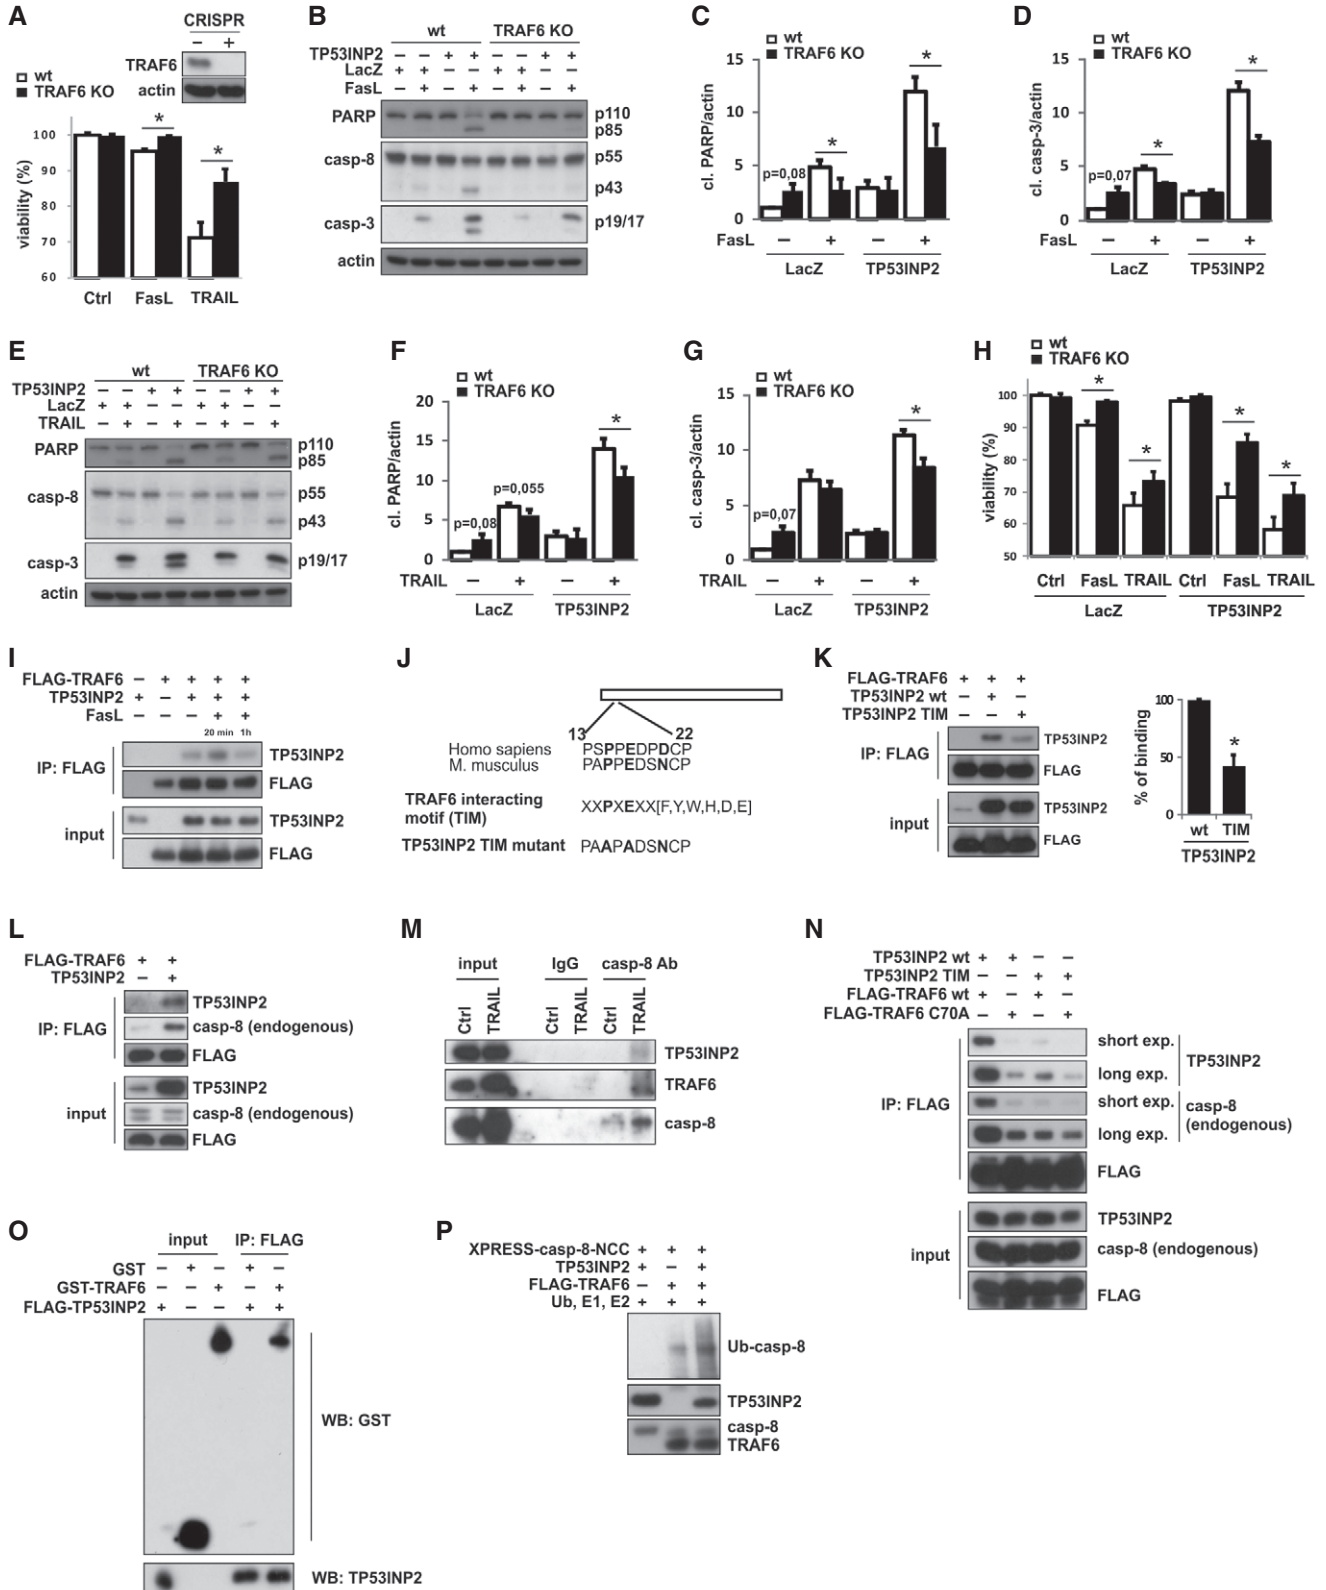 A
CRISPR
– +
TRAF6
actin
wt
TRAF6 KO
viability (%)
100
90
80
70
60
*
*
Ctrl FasL TRAIL
B
wt TRAF6 KO
TP53INP2 – – + + – – + +
LacZ + + – – + + – –
FasL – + – + – + – +
PARP p110
p85
casp-8 p55
p43
casp-3 p19/17
actin
C
wt
TRAF6 KO
cl. PARP/actin
15
10
5
0
p=0,08
*
*
FasL – + – +
LacZ TP53INP2
D
wt
TRAF6 KO
cl. casp-3/actin
15
10
5
0
p=0,07
*
*
FasL – + – +
LacZ TP53INP2
E
wt TRAF6 KO
TP53INP2 – – + + – – + +
LacZ + + – – + + – –
TRAIL – + – + – + – +
PARP p110
p85
casp-8 p55
p43
casp-3 p19/17
actin
F
wt
TRAF6 KO
cl. PARP/actin
20
15
10
5
0
p=0,08
p=0,055
*
TRAIL – + – +
LacZ TP53INP2
G
wt
TRAF6 KO
cl. casp-3/actin
15
10
5
0
p=0,07
*
TRAIL – + – +
LacZ TP53INP2
H
wt
TRAF6 KO
viability (%)
100
90
80
70
60
50
*
*
*
*
Ctrl FasL TRAIL Ctrl FasL TRAIL
LacZ TP53INP2
I
FLAG-TRAF6 – + + + +
TP53INP2 + – + + +
FasL – – – + +
20 min 1h
IP: FLAG
TP53INP2
FLAG
input
TP53INP2
FLAG
J
13 22
Homo sapiens PSPPEDPDCP
M. musculus PAPPEDSNCP
TRAF6 interacting
motif (TIM) XXPXEXX[F,Y,W,H,D,E]
TP53INP2 TIM mutant PAAPADSNCP
K
FLAG-TRAF6 + + +
TP53INP2 wt – + –
TP53INP2 TIM – – +
IP: FLAG
TP53INP2
FLAG
input
TP53INP2
FLAG
% of binding
100
50
0
*
wt TIM
TP53INP2
L
FLAG-TRAF6 + +
TP53INP2 – +
IP: FLAG
TP53INP2
casp-8 (endogenous)
FLAG
input
TP53INP2
casp-8 (endogenous)
FLAG
M
input IgG casp-8 Ab
Ctrl TRAIL Ctrl TRAIL Ctrl TRAIL
TP53INP2
TRAF6
casp-8
N
TP53INP2 wt + + – –
TP53INP2 TIM – – + +
FLAG-TRAF6 wt + – + –
FLAG-TRAF6 C70A – + – +
IP: FLAG
short exp.
long exp.
TP53INP2
short exp.
long exp.
casp-8
(endogenous)
FLAG
input
TP53INP2
casp-8 (endogenous)
FLAG
O
input IP: FLAG
GST – + – + –
GST-TRAF6 – – + – +
FLAG-TP53INP2 + – – + +
WB: GST
WB: TP53INP2
P
XPRESS-casp-8-NCC + + +
TP53INP2 + – +
FLAG-TRAF6 – + +
Ub, E1, E2 + + +
Ub-casp-8
TP53INP2
casp-8
TRAF6